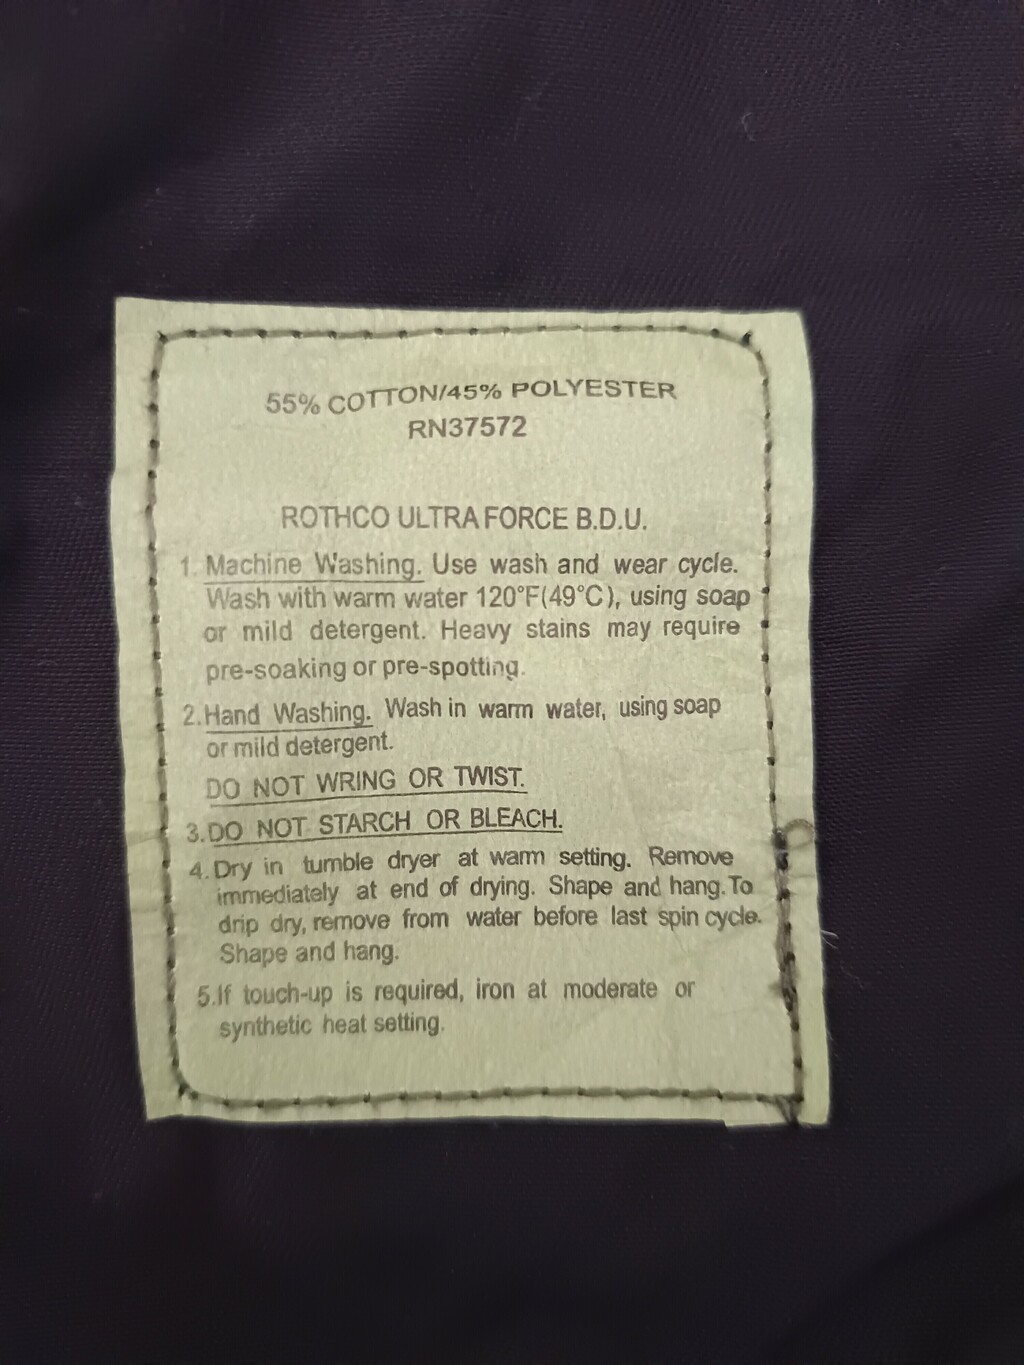 55% COTTON/45% POLYESTER
RN37572
ROTHCO ULTRA FORCE B.D.U.
1. Machine Washing. Use wash and wear cycle.
Wash with warm water 120°F(49°C), using soap
or mild detergent. Heavy stains may require
pre-soaking or pre-spotting.
2. Hand Washing. Wash in warm water, using soap
or mild detergent.
DO NOT WRING OR TWIST.
3. DO NOT STARCH OR BLEACH.
4. Dry in tumble dryer at warm setting. Remove
immediately at end of drying. Shape and hang. To
drip dry, remove from water before last spin cycle.
Shape and hang.
5. If touch-up is required, iron at moderate or
synthetic heat setting.